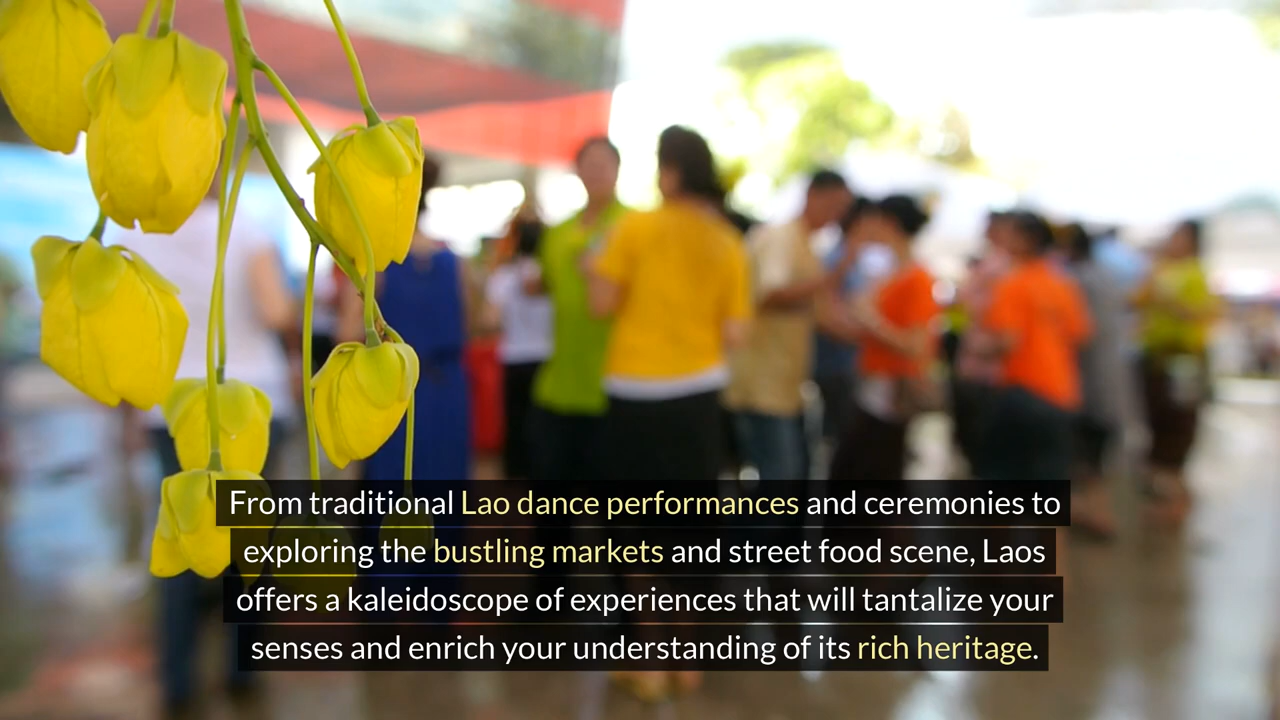 From traditional Lao dance performances and ceremonies to
exploring the bustling markets and street food scene, Laos
offers a kaleidoscope of experiences that will tantalize your
senses and enrich your understanding of its rich heritage.